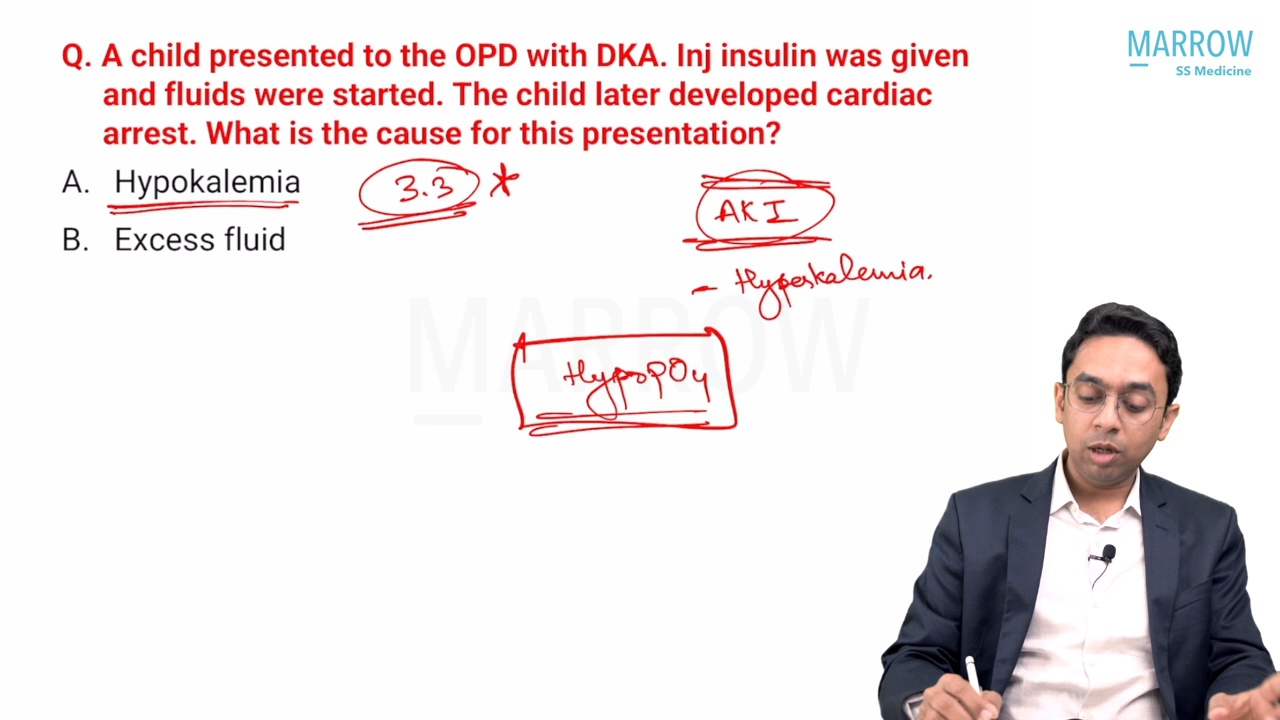 MARROW
SS Medicine
Q. A child presented to the OPD with DKA. Inj insulin was given
and fluids were started. The child later developed cardiac
arrest. What is the cause for this presentation?
A. Hypokalemia
3.3 *
AKI
B. Excess fluid
- Hyperkalemia.
MARROW
HypoPO4